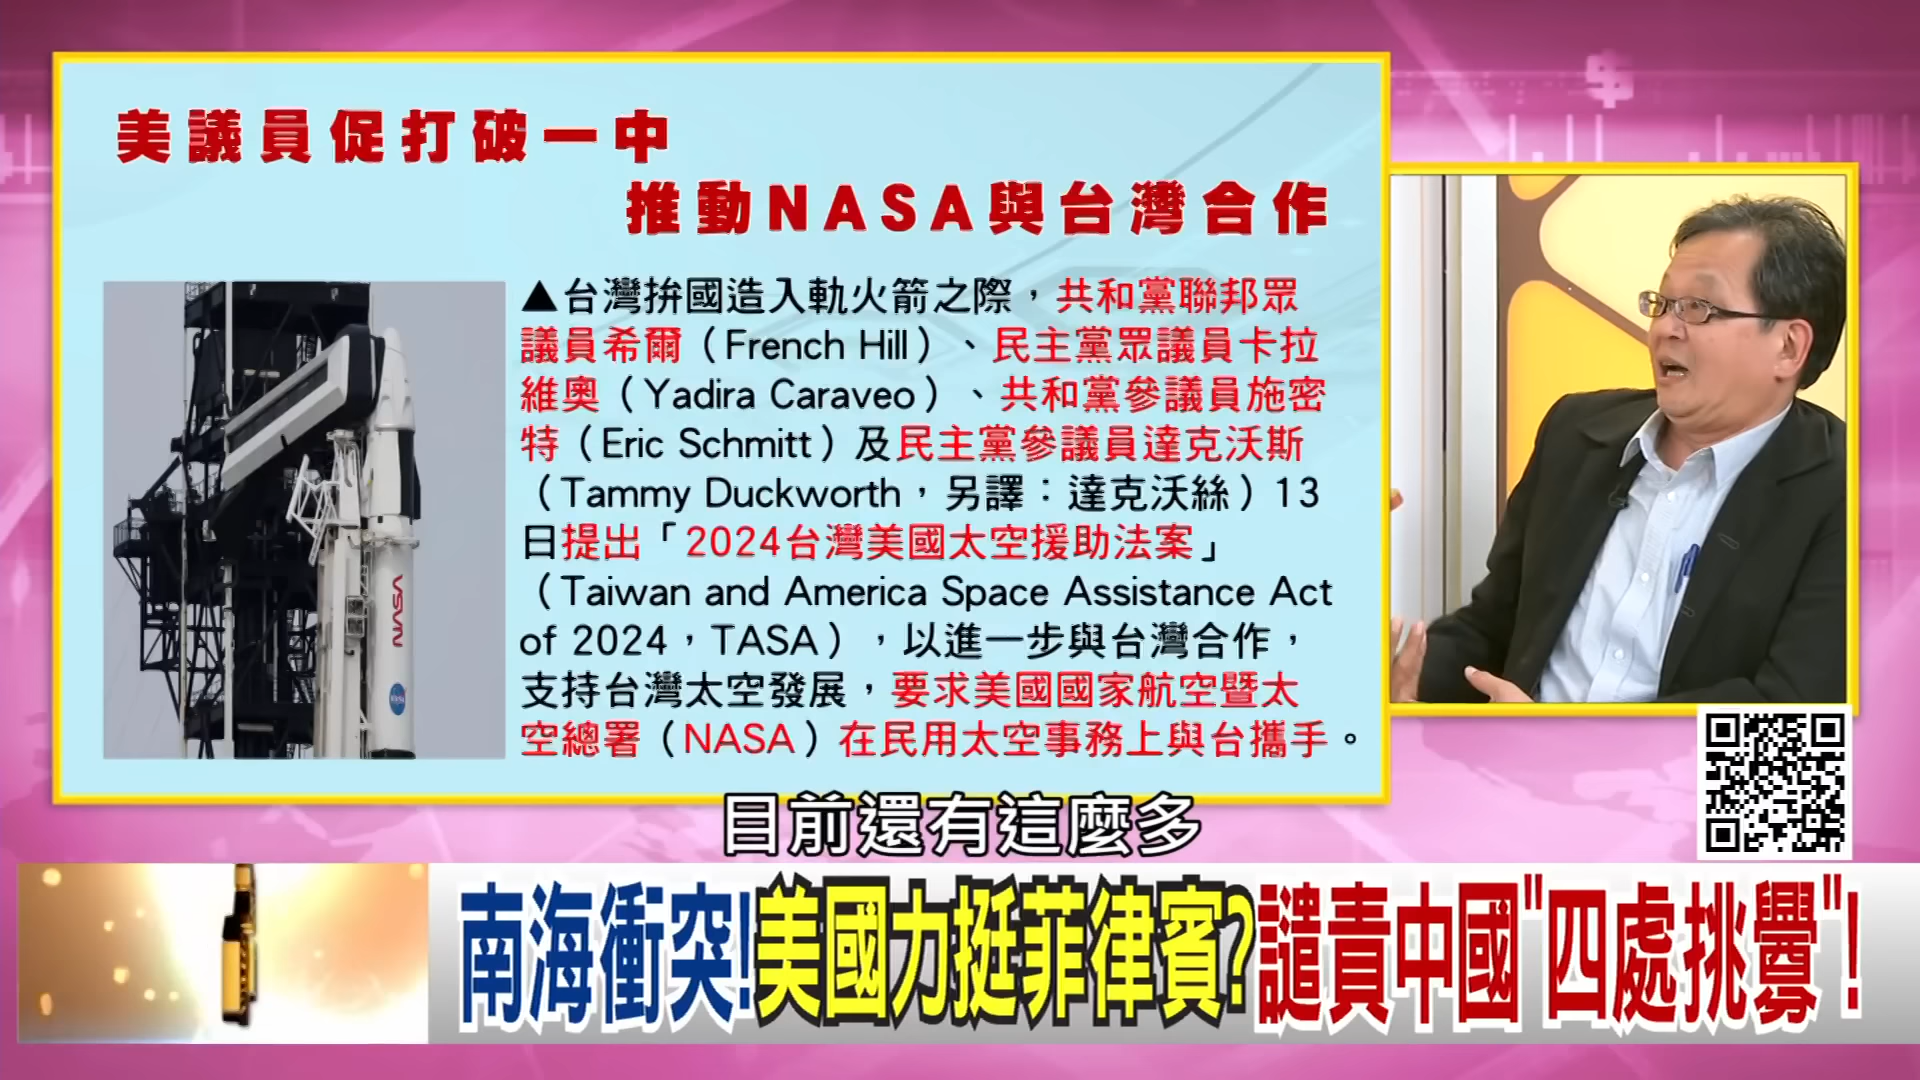 美議員促打破一中
推動NASA與台灣合作
▲台灣拚國造入軌火箭之際，共和黨聯邦眾
議員希爾（French Hill）、民主黨眾議員卡拉
維奧（Yadira Caraveo）、共和黨參議員施密
特（Eric Schmitt）及民主黨參議員達克沃斯
（Tammy Duckworth，另譯：達克沃絲）13
日提出「2024台灣美國太空援助法案」
（Taiwan and America Space Assistance Act
of 2024，TASA），以進一步與台灣合作，
支持台灣太空發展，要求美國國家航空暨太
空總署（NASA）在民用太空事務上與台攜手。
NASA
NASA
目前還有這麼多
南海衝突!美國力挺菲律賓?譴責中國"四處挑釁"!